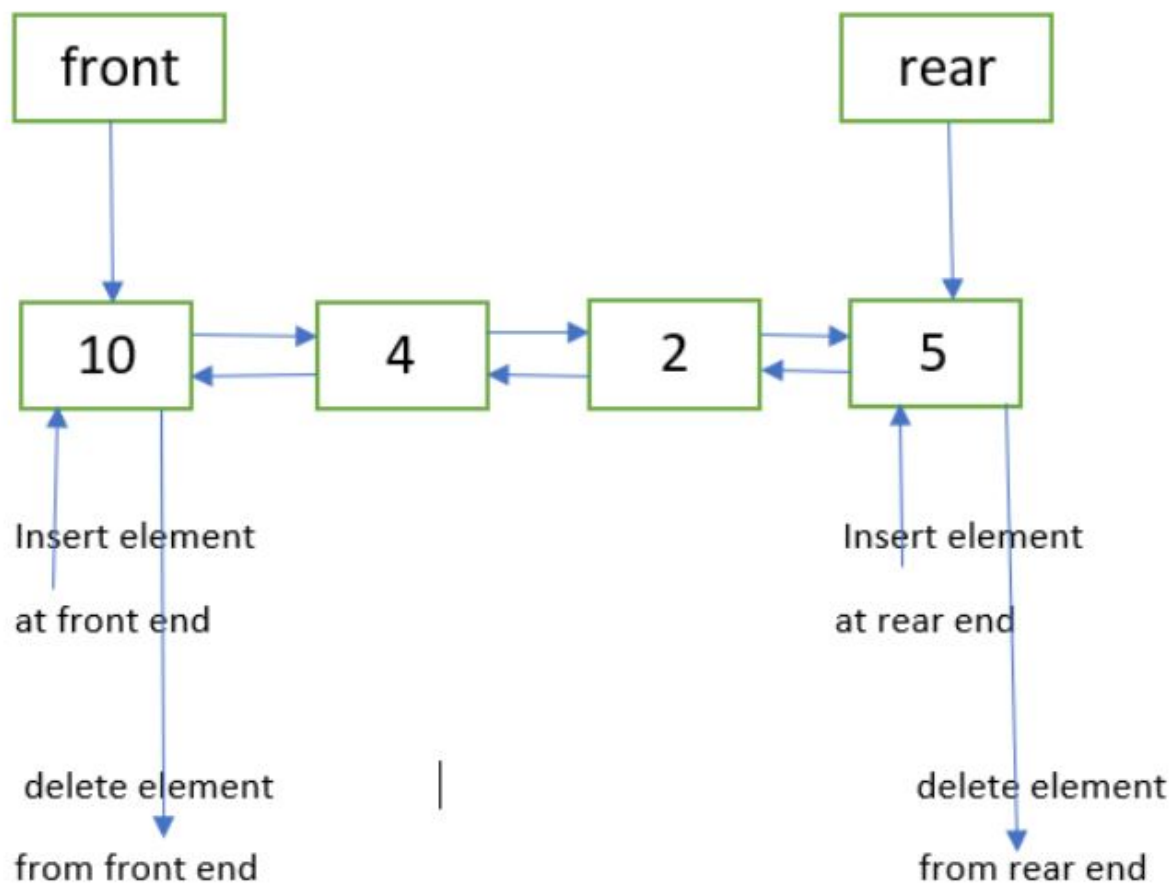 front
rear
10
4
2
5
Insert element
at front end
Insert element
at rear end
delete element
from front end
delete element
from rear end